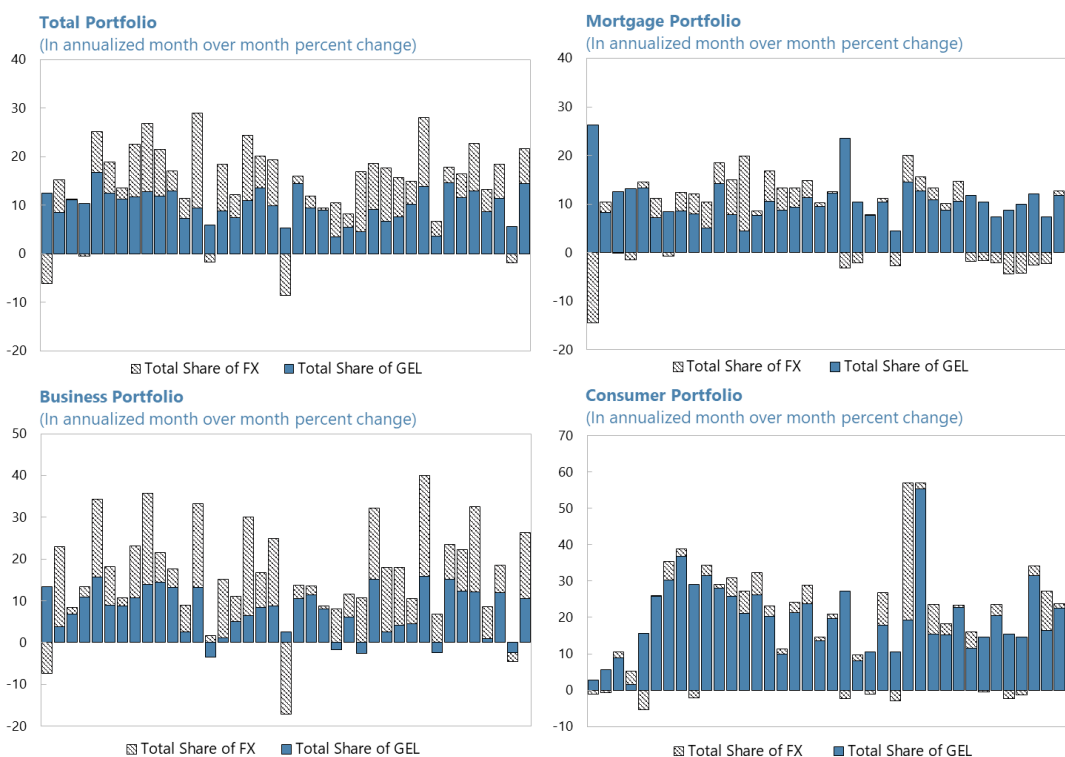 Total Portfolio
(In annualized month over month percent change)
40
30
20
10
0
-10
-20
Total Share of FX Total Share of GEL
Mortgage Portfolio
(In annualized month over month percent change)
40
30
20
10
0
-10
-20
Total Share of FX Total Share of GEL
Business Portfolio
(In annualized month over month percent change)
50
40
30
20
10
0
-10
-20
Total Share of FX Total Share of GEL
Consumer Portfolio
(In annualized month over month percent change)
70
60
50
40
30
20
10
0
-10
Total Share of FX Total Share of GEL